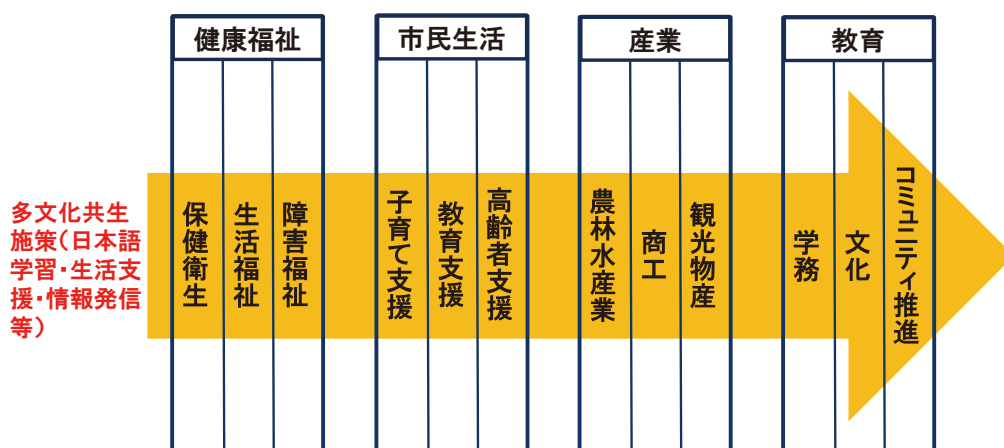 健康福祉
市民生活
産業
教育
多文化共生
施策(日本語
学習・生活支
援・情報発信
等)
保健衛生
生活福祉
障害福祉
子育て支援
教育支援
高齢者支援
農林水産業
商工
観光物産
学務
文化
コミュニティ推進